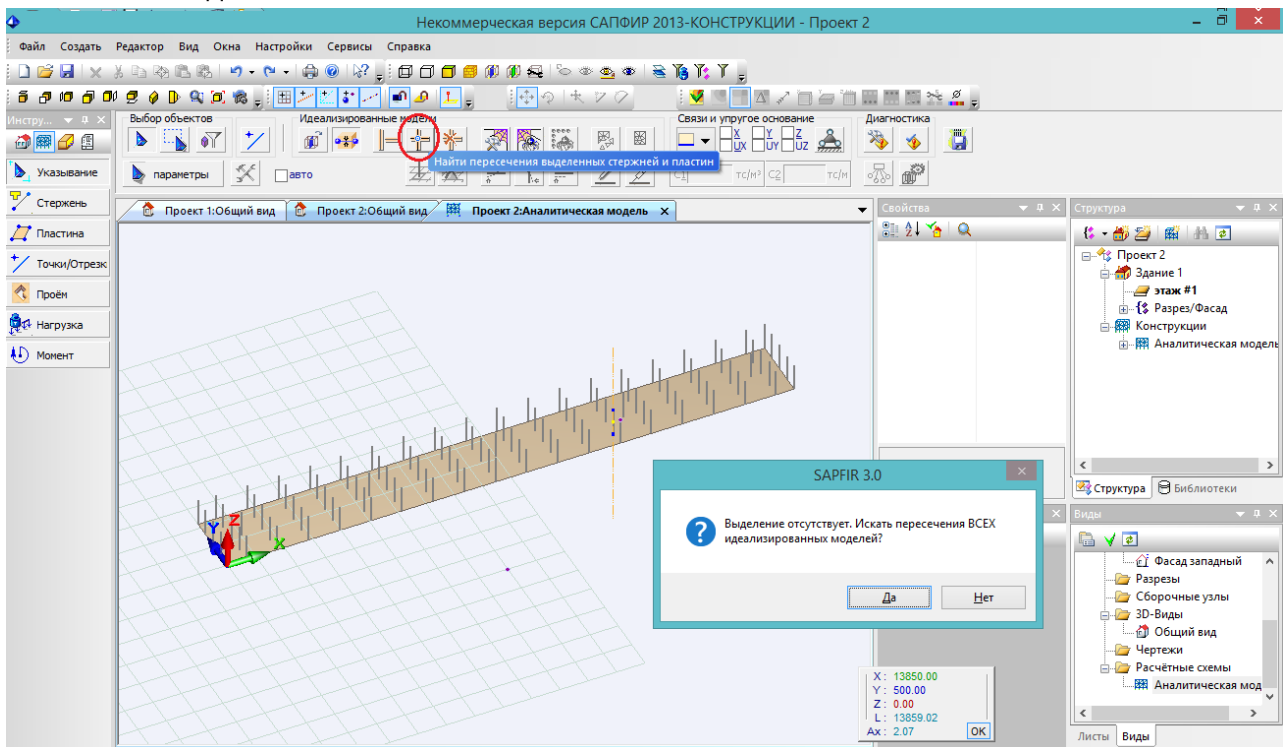 Некоммерческая версия САПФИР 2013-КОНСТРУКЦИИ - Проект 2
Файл Создать Редактор Вид Окна Настройки Сервисы Справка
Инстру...
Выбор объектов
Идеализированные модели
Связи и упругое основание
Диагностика
X Y Z
UX UY UZ
Найти пересечения выделенных стержней и пластин
параметры
авто
C1 тс/м³ C2 тс/м
Указывание
Стержень
Пластина
Точки/Отрезк
Проём
Нагрузка
Момент
Проект 1:Общий вид
Проект 2:Общий вид
Проект 2:Аналитическая модель
Свойства
Структура
Проект 2
Здание 1
этаж #1
Разрез/Фасад
Конструкции
Аналитическая модель
Структура Библиотеки
Y Z X
SAPFIR 3.0
Выделение отсутствует. Искать пересечения ВСЕХ
идеализированных моделей?
Да Нет
Виды
Фасад западный
Разрезы
Сборочные узлы
3D-Виды
Общий вид
Чертежи
Расчётные схемы
Аналитическая мод
Листы Виды
X: 13850.00
Y: 500.00
Z: 0.00
L: 13859.02
Ax: 2.07 OK